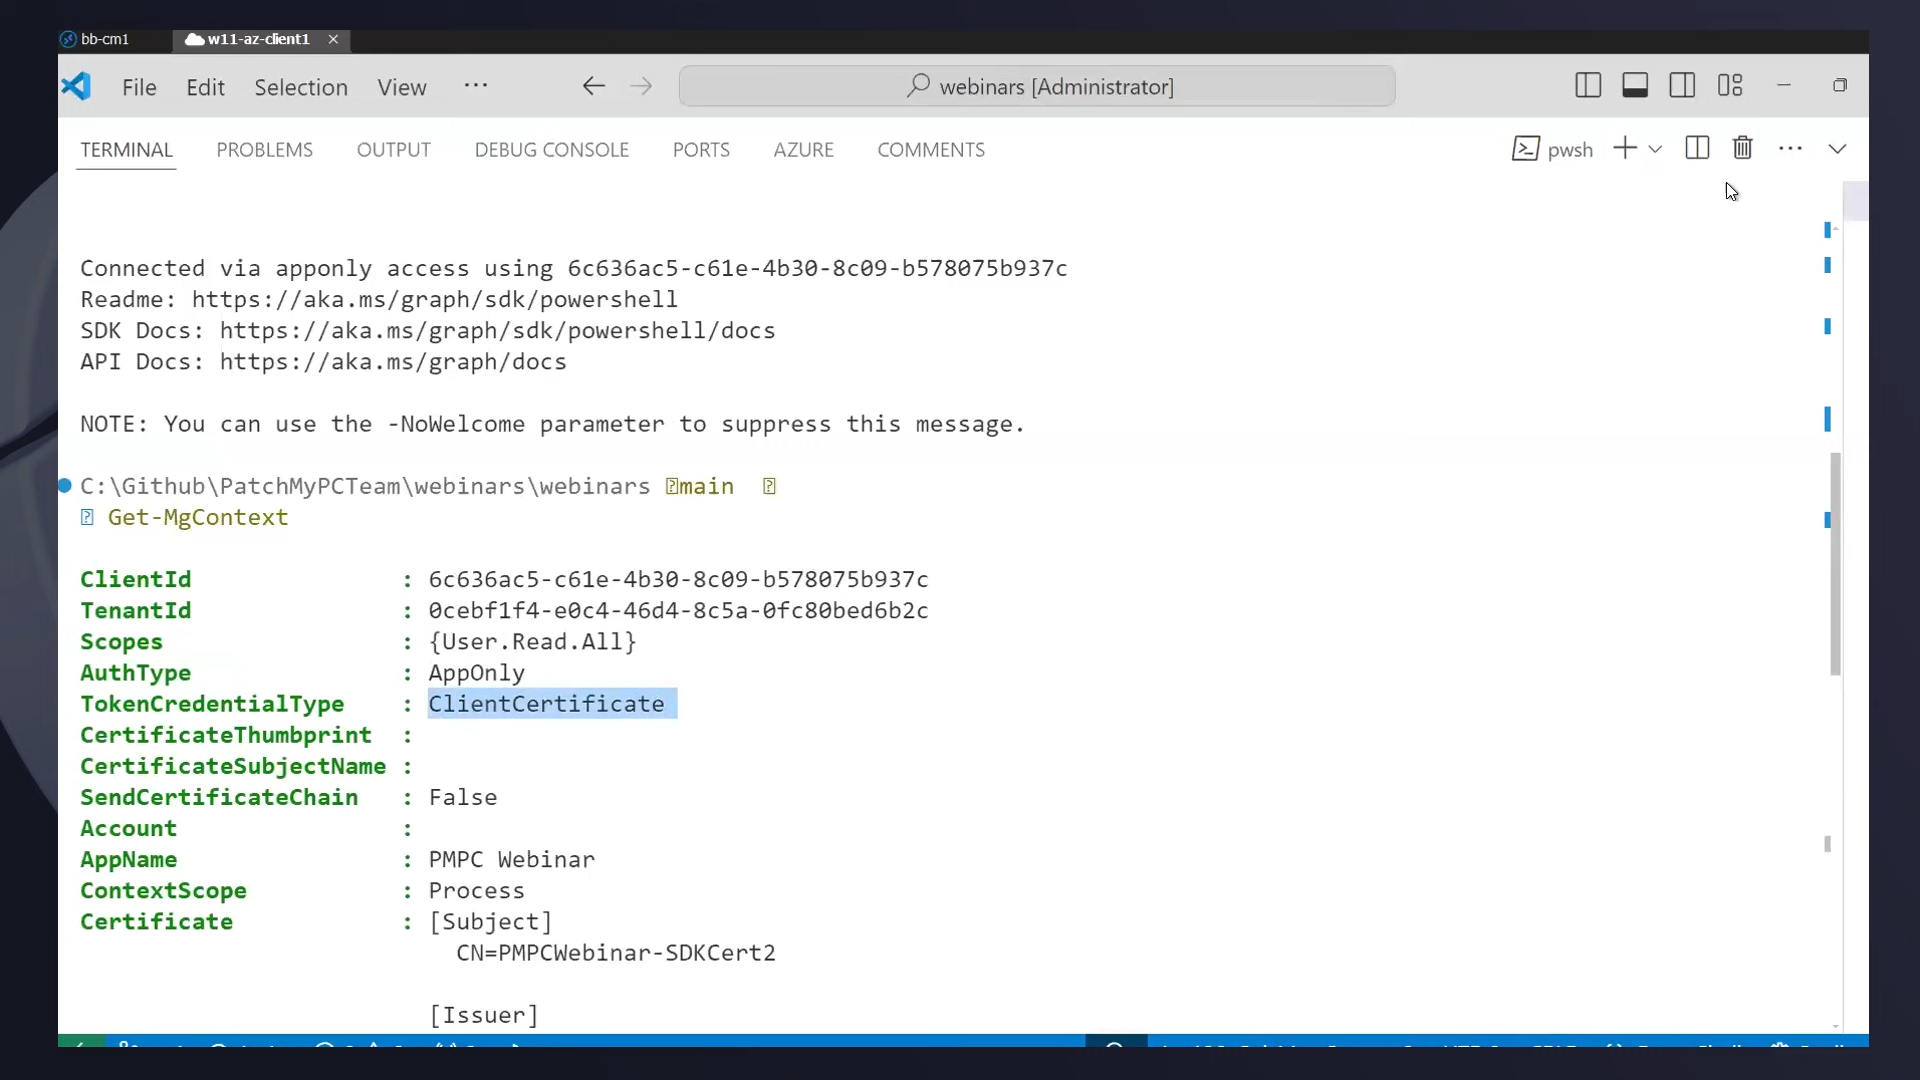 bb-cm1 w11-az-client1
File Edit Selection View ··· webinars [Administrator]
TERMINAL PROBLEMS OUTPUT DEBUG CONSOLE PORTS AZURE COMMENTS pwsh
Connected via apponly access using 6c636ac5-c61e-4b30-8c09-b578075b937c
Readme: https://aka.ms/graph/sdk/powershell
SDK Docs: https://aka.ms/graph/sdk/powershell/docs
API Docs: https://aka.ms/graph/docs
NOTE: You can use the -NoWelcome parameter to suppress this message.
C:\Github\PatchMyPCTeam\webinars\webinars main
Get-MgContext
ClientId : 6c636ac5-c61e-4b30-8c09-b578075b937c
TenantId : 0cebf1f4-e0c4-46d4-8c5a-0fc80bed6b2c
Scopes : {User.Read.All}
AuthType : AppOnly
TokenCredentialType : ClientCertificate
CertificateThumbprint :
CertificateSubjectName :
SendCertificateChain : False
Account :
AppName : PMPC Webinar
ContextScope : Process
Certificate : [Subject]
CN=PMPCWebinar-SDKCert2
[Issuer]